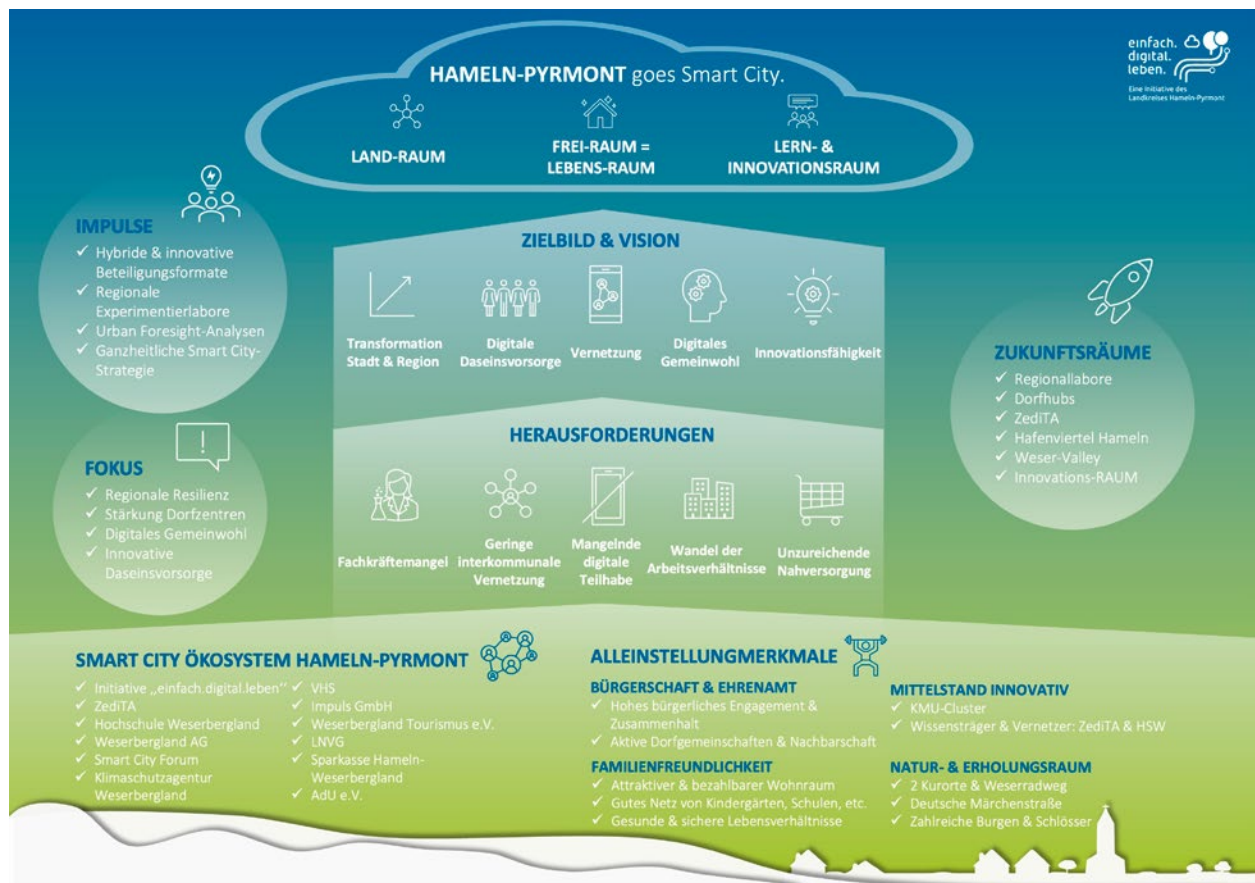 HAMELN-PYRMONT goes Smart City.
LAND-RAUM
FREI-RAUM =
LEBENS-RAUM
LERN- &
INNOVATIONSRAUM
einfach.
digital.
leben.
Eine Initiative des
Landkreises Hameln-Pyrmont
IMPULSE
✓ Hybride & innovative
Beteiligungsformate
✓ Regionale
Experimentierlabore
✓ Urban Foresight-Analysen
✓ Ganzheitliche Smart City-
Strategie
FOKUS
✓ Regionale Resilienz
✓ Stärkung Dorfzentren
✓ Digitales Gemeinwohl
✓ Innovative
Daseinsvorsorge
ZIELBILD & VISION
Transformation
Stadt & Region
Digitale
Daseinsvorsorge
Vernetzung
Digitales
Gemeinwohl
Innovationsfähigkeit
HERAUSFORDERUNGEN
Fachkräftemangel
Geringe
interkommunale
Vernetzung
Mangelnde
digitale
Teilhabe
Wandel der
Arbeitsverhältnisse
Unzureichende
Nahversorgung
ZUKUNFTSRÄUME
✓ Regionallabore
✓ Dorfhubs
✓ ZediTA
✓ Hafenviertel Hameln
✓ Weser-Valley
✓ Innovations-RAUM
SMART CITY ÖKOSYSTEM HAMELN-PYRMONT
✓ Initiative „einfach.digital.leben“
✓ ZediTA
✓ Hochschule Weserbergland
✓ Weserbergland AG
✓ Smart City Forum
✓ Klimaschutzagentur
Weserbergland
✓ VHS
✓ Impuls GmbH
✓ Weserbergland Tourismus e.V.
✓ LNVG
✓ Sparkasse Hameln-
Weserbergland
✓ AdU e.V.
ALLEINSTELLUNGMERKMALE
BÜRGERSCHAFT & EHRENAMT
✓ Hohes bürgerliches Engagement &
Zusammenhalt
✓ Aktive Dorfgemeinschaften & Nachbarschaft
FAMILIENFREUNDLICHKEIT
✓ Attraktiver & bezahlbarer Wohnraum
✓ Gutes Netz von Kindergärten, Schulen, etc.
✓ Gesunde & sichere Lebensverhältnisse
MITTELSTAND INNOVATIV
✓ KMU-Cluster
✓ Wissensträger & Vernetzer: ZediTA & HSW
NATUR- & ERHOLUNGSRAUM
✓ 2 Kurorte & Weserradweg
✓ Deutsche Märchenstraße
✓ Zahlreiche Burgen & Schlösser